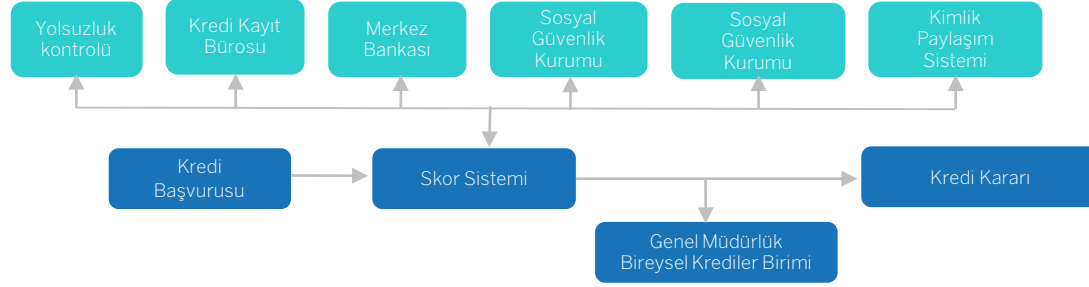 Yolsuzluk
kontrolü
Kredi Kayıt
Bürosu
Merkez
Bankası
Sosyal
Güvenlik
Kurumu
Sosyal
Güvenlik
Kurumu
Kimlik
Paylaşım
Sistemi
Kredi
Başvurusu
Skor Sistemi
Kredi Kararı
Genel Müdürlük
Bireysel Krediler Birimi